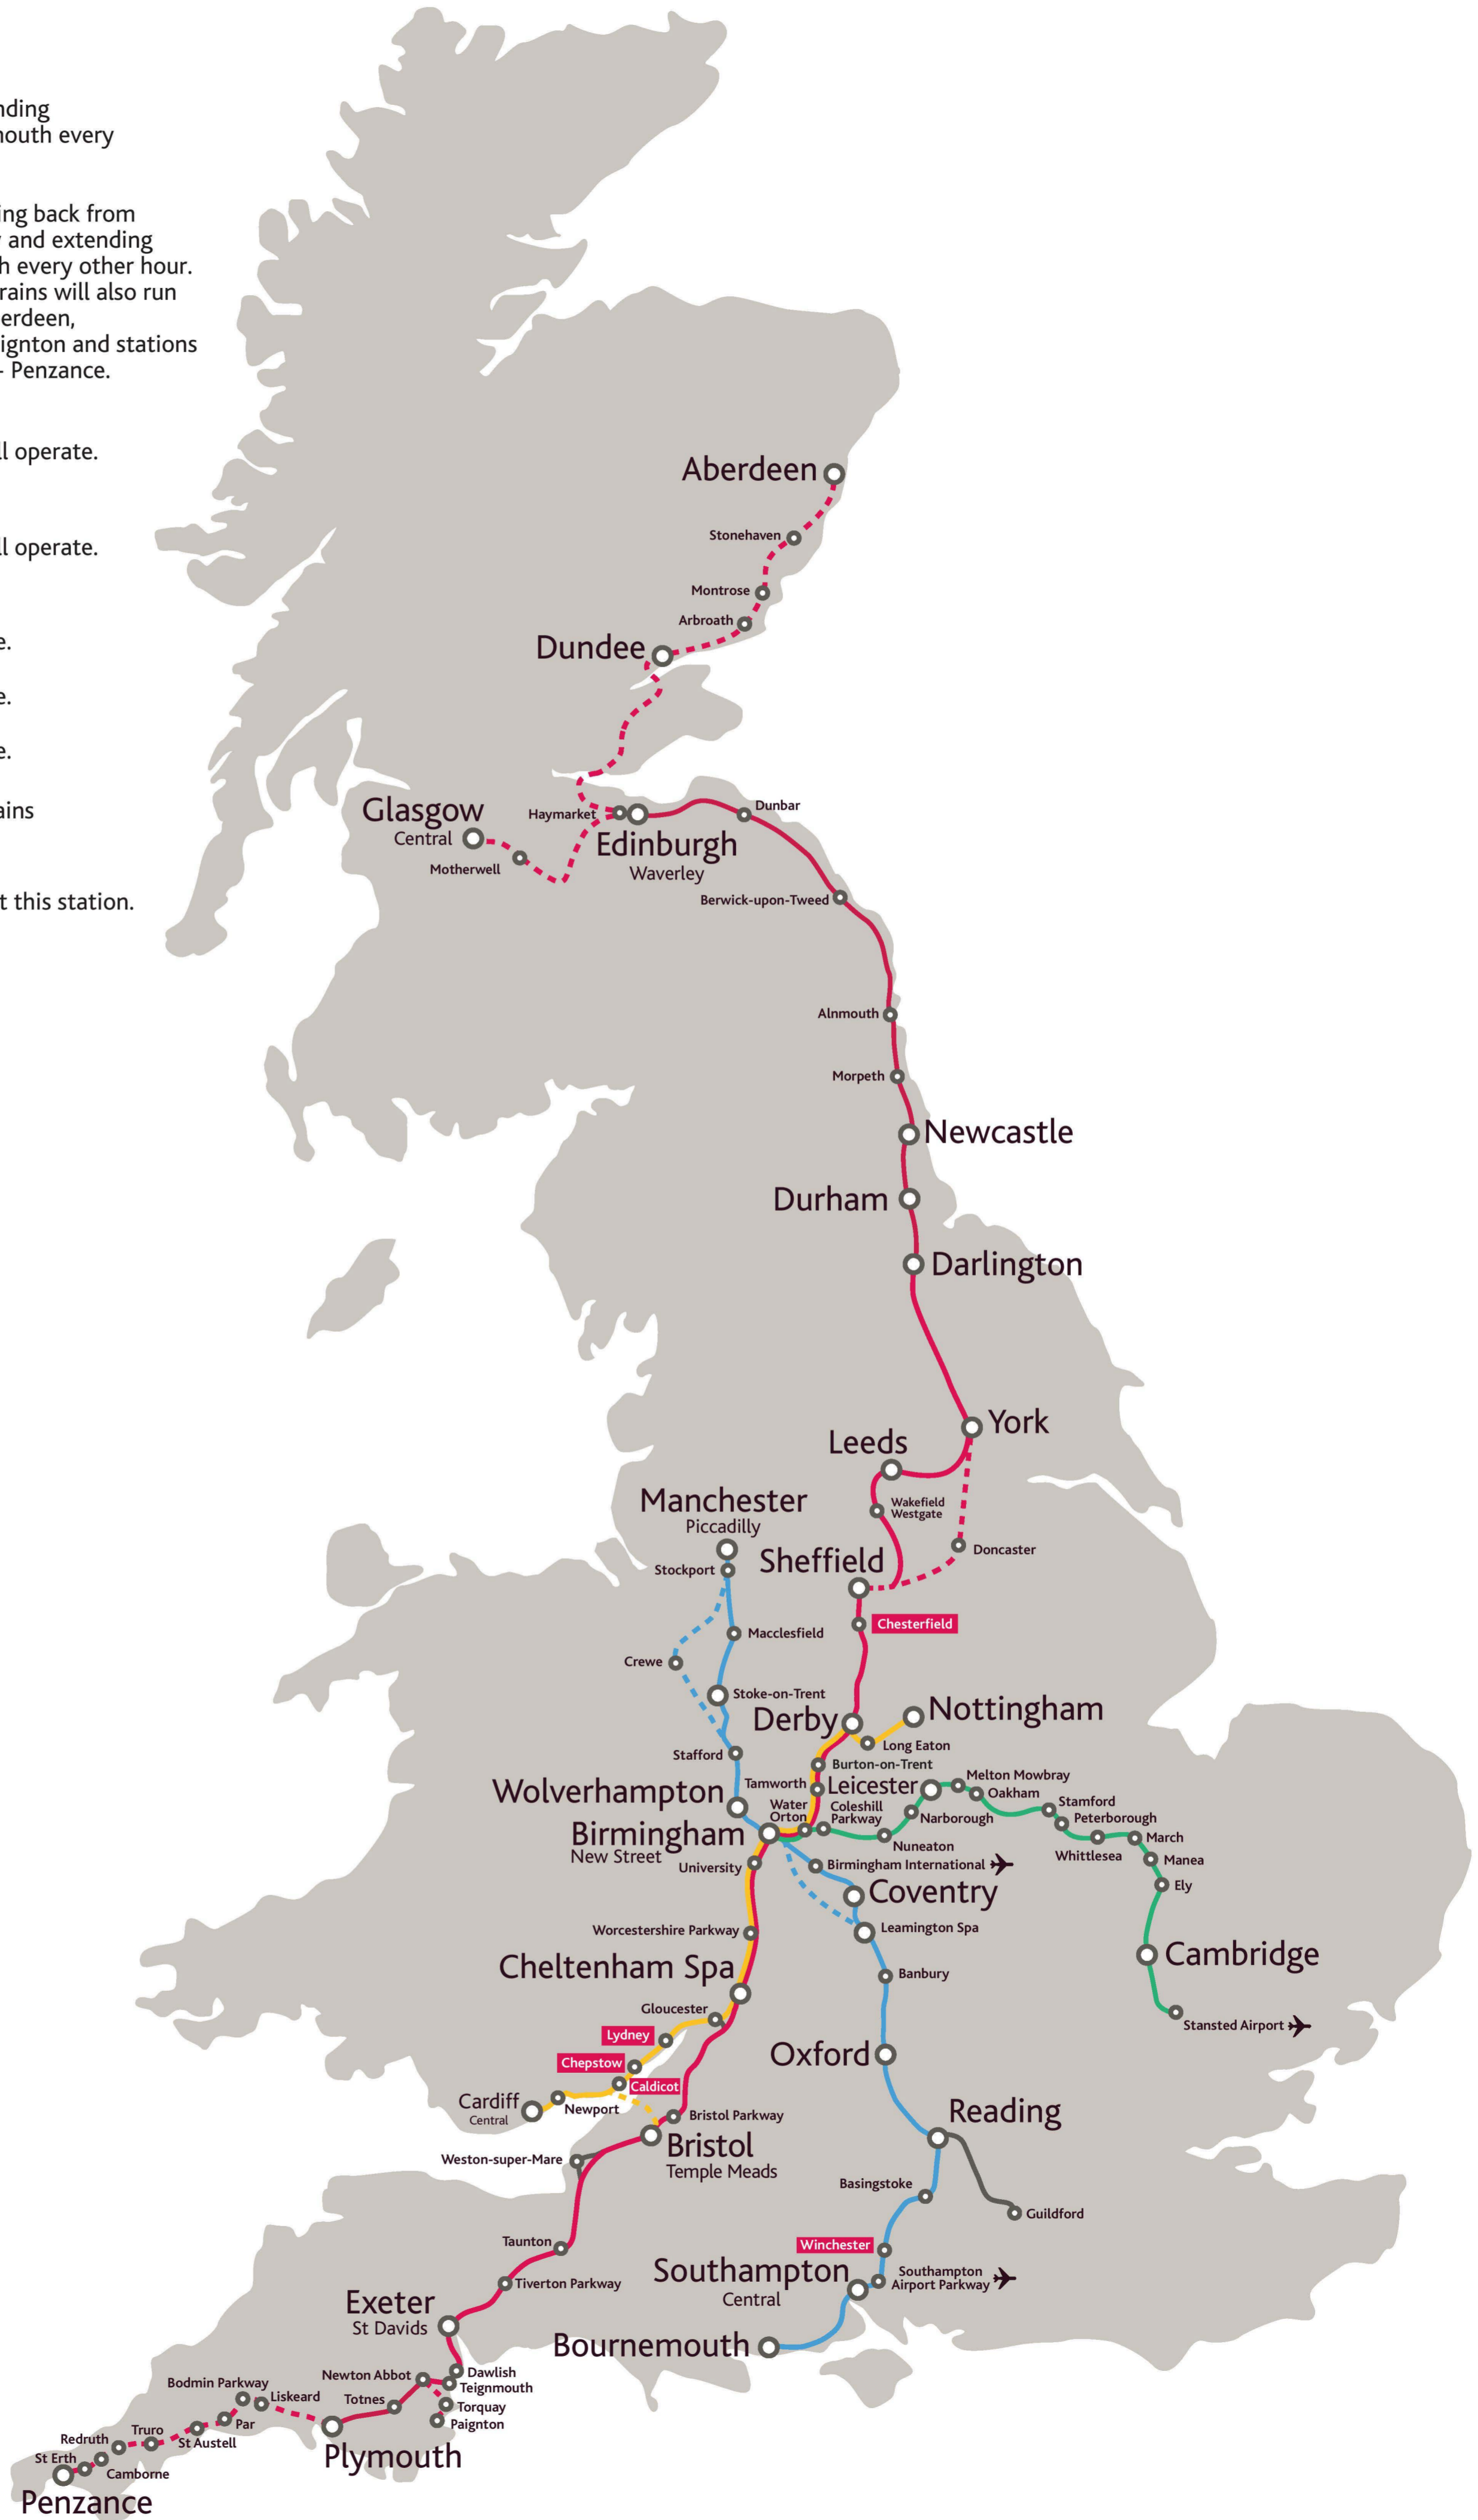 nding
nouth every
ing back from
and extending
h every other hour.
rains will also run
erdeen,
ignton and stations
- Penzance.
ll operate.
ll operate.
e.
e.
e.
ains
t this station.
Aberdeen
Stonehaven
Montrose
Arbroath
Dundee
Glasgow
Central
Motherwell
Haymarket
Edinburgh
Waverley
Dunbar
Berwick-upon-Tweed
Alnmouth
Morpeth
Newcastle
Durham
Darlington
York
Leeds
Wakefield
Westgate
Doncaster
Manchester
Piccadilly
Stockport
Sheffield
Chesterfield
Macclesfield
Crewe
Stoke-on-Trent
Derby
Nottingham
Long Eaton
Stafford
Burton-on-Trent
Wolverhampton
Tamworth
Leicester
Melton Mowbray
Oakham
Stamford
Peterborough
Water
Orton
Coleshill
Parkway
Narborough
Nuneaton
Whittlesea
March
Manea
Ely
Birmingham
New Street
University
Birmingham International
Coventry
Leamington Spa
Worcestershire Parkway
Banbury
Cambridge
Stansted Airport
Cheltenham Spa
Gloucester
Lydney
Chepstow
Caldicot
Oxford
Cardiff
Central
Newport
Bristol Parkway
Bristol
Temple Meads
Reading
Weston-super-Mare
Basingstoke
Guildford
Taunton
Winchester
Tiverton Parkway
Southampton
Central
Southampton
Airport Parkway
Exeter
St Davids
Bournemouth
Dawlish
Teignmouth
Newton Abbot
Torquay
Paignton
Totnes
Bodmin Parkway
Liskeard
Plymouth
Par
St Austell
Truro
Redruth
St Erth
Camborne
Penzance